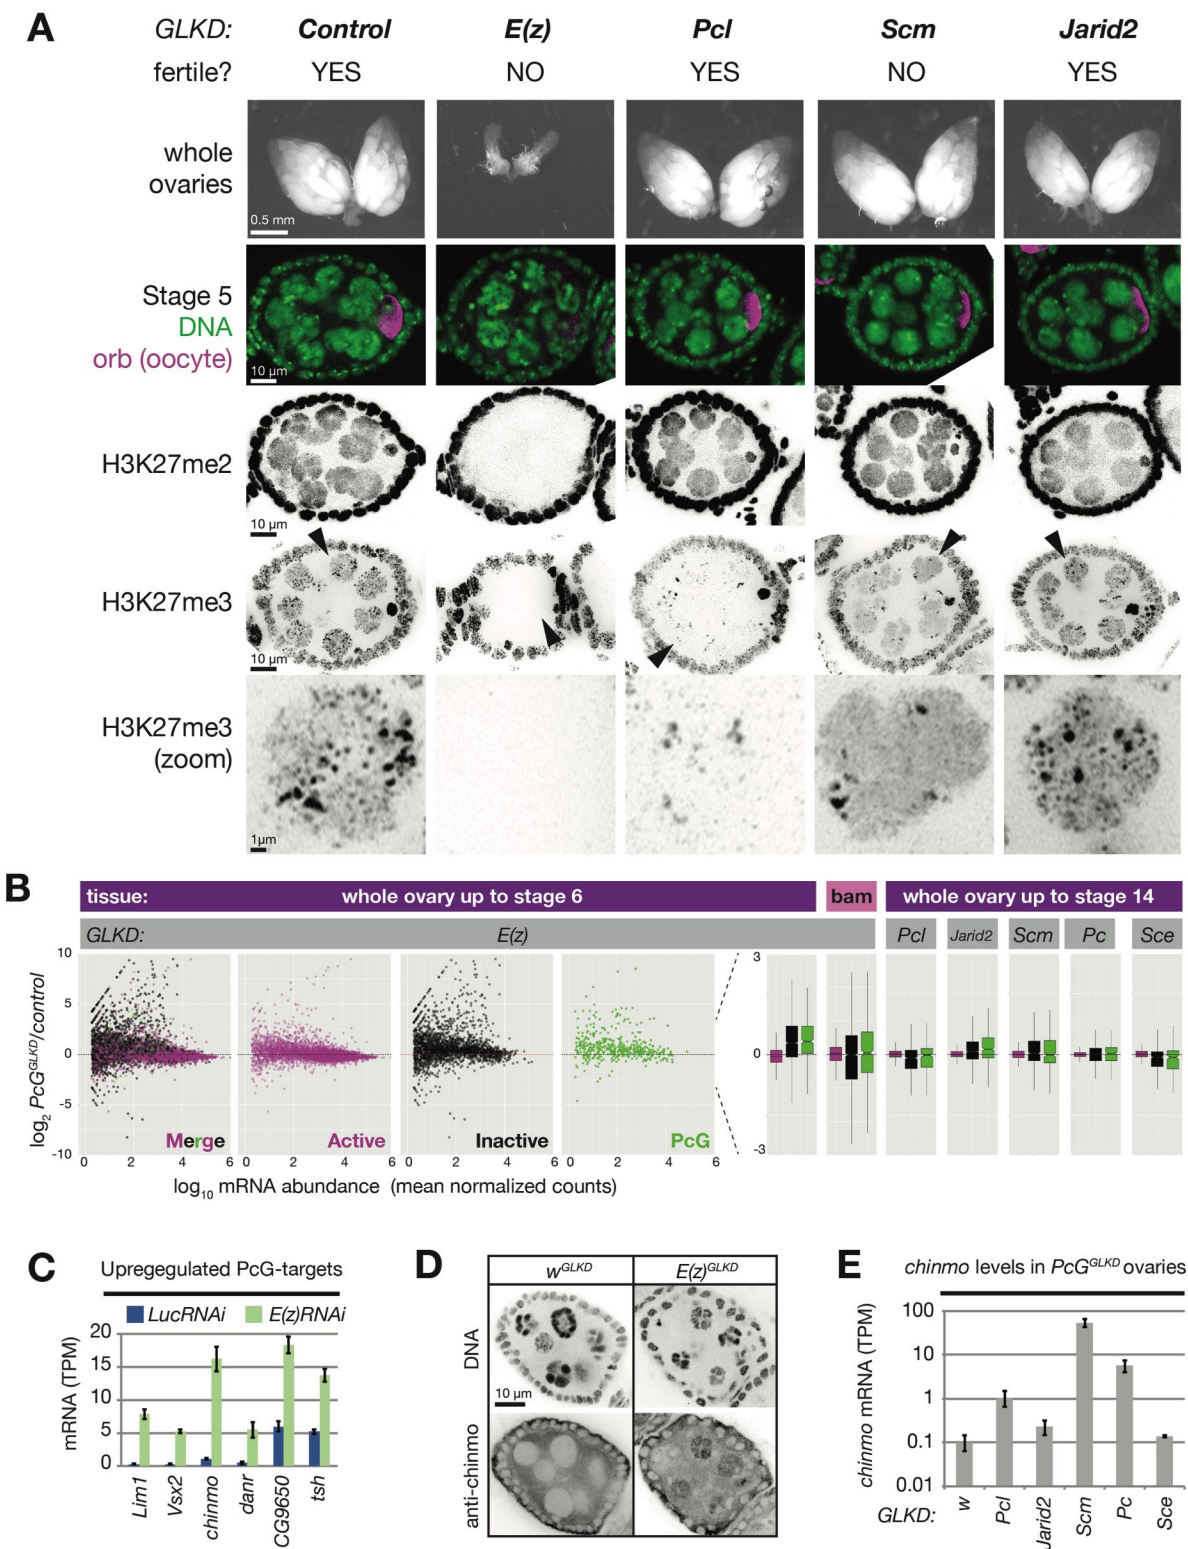 A
GLKD: Control E(z) Pcl Scm Jarid2
fertile? YES NO YES NO YES
whole
ovaries
0.5 mm
Stage 5
DNA
orb (oocyte)
10 µm
H3K27me2
10 µm
H3K27me3
10 µm
H3K27me3
(zoom)
1µm
B
tissue: whole ovary up to stage 6 bam whole ovary up to stage 14
GLKD: E(z) Pcl Jarid2 Scm Pc Sce
log2 PcG^GLKD/control
10
5
0
-5
-10
Merge Active Inactive PcG
3
0
-3
0 2 4 6 0 2 4 6 0 2 4 6 0 2 4 6
log10 mRNA abundance (mean normalized counts)
C
Upregegulated PcG-targets
LucRNAi E(z)RNAi
mRNA (TPM)
20
15
10
5
0
Lim1 Vsx2 chinmo danr CG9650 tsh
D
w^GLKD E(z)^GLKD
DNA
10 µm
anti-chinmo
E
chinmo levels in PcG^GLKD ovaries
chinmo mRNA (TPM)
100
10
1
0.1
0.01
GLKD: w Pcl Jarid2 Scm Pc Sce